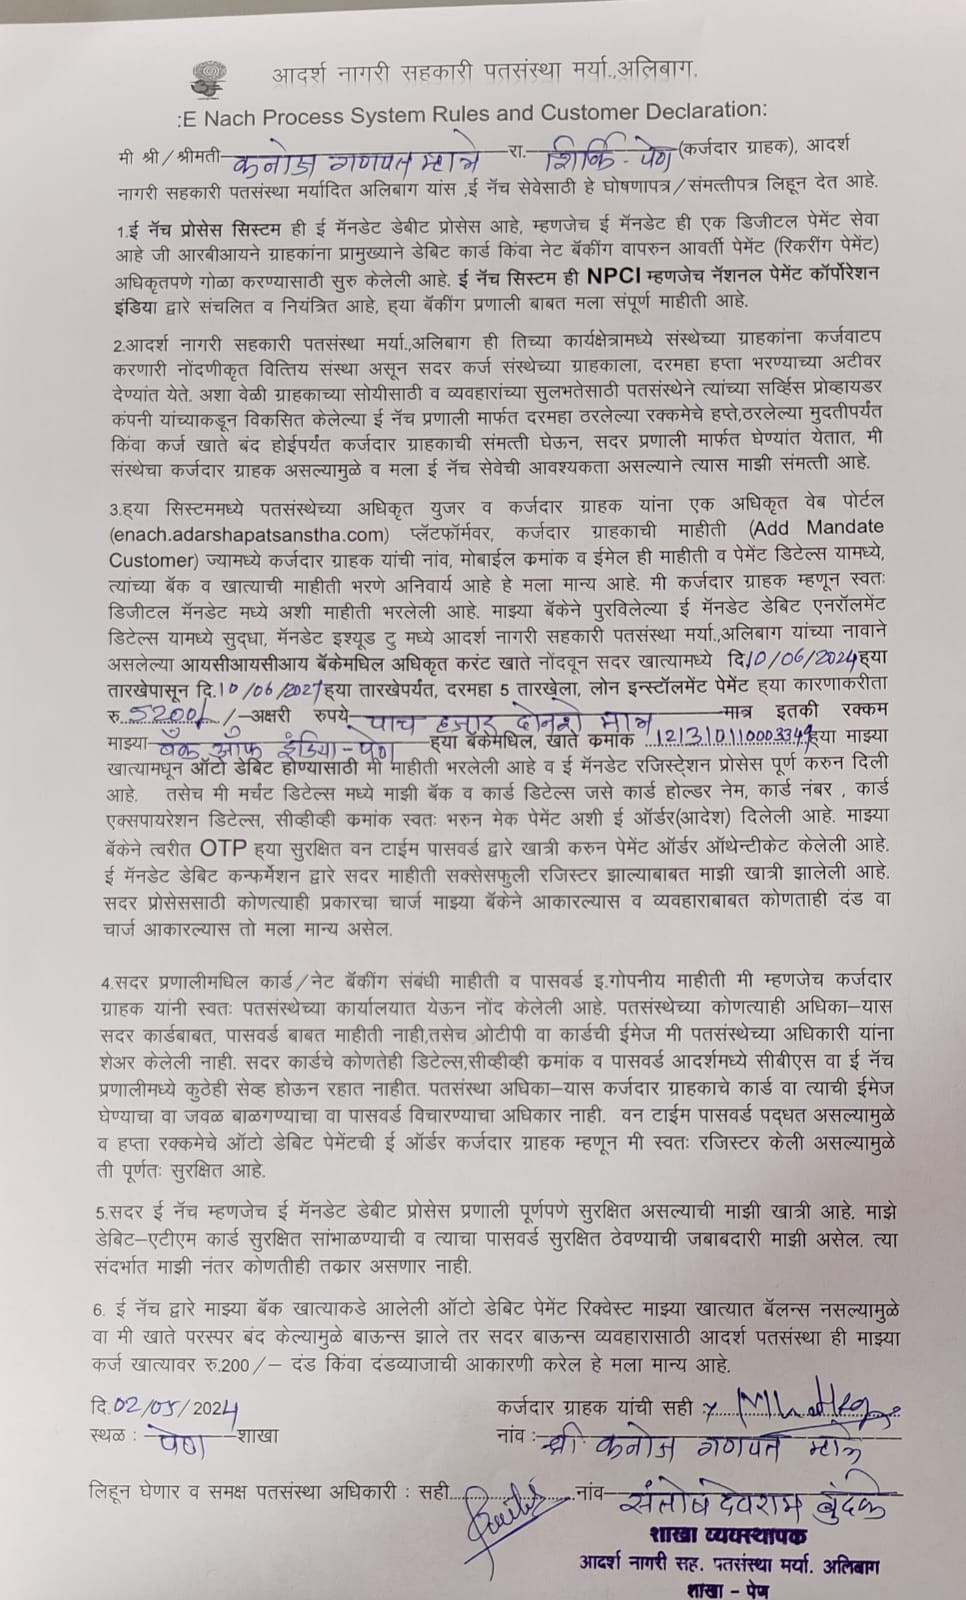 आदर्श नागरी सहकारी पतसंस्था मर्या.,अलिबाग.
:E Nach Process System Rules and Customer Declaration:
मी श्री/श्रीमती कनोज गणपत म्हात्रे रा. शिर्कि - पेण (कर्जदार ग्राहक), आदर्श
नागरी सहकारी पतसंस्था मर्यादित अलिबाग यांस ,ई नॅच सेवेसाठी हे घोषणापत्र/संमत्तीपत्र लिहून देत आहे.
1.ई नॅच प्रोसेस सिस्टम ही ई मॅनडेट डेबीट प्रोसेस आहे, म्हणजेच ई मॅनडेट ही एक डिजीटल पेमेंट सेवा
आहे जी आरबीआयने ग्राहकांना प्रामुख्याने डेबिट कार्ड किंवा नेट बॅकींग वापरुन आवर्ती पेमेंट (रिकरींग पेमेंट)
अधिकृतपणे गोळा करण्यासाठी सुरु केलेली आहे. ई नॅच सिस्टम ही NPCI म्हणजेच नॅशनल पेमेंट कॉर्पोरेशन
इंडिया द्वारे संचलित व नियंत्रित आहे, ह्या बॅकींग प्रणाली बाबत मला संपूर्ण माहीती आहे.
2.आदर्श नागरी सहकारी पतसंस्था मर्या.,अलिबाग ही तिच्या कार्यक्षेत्रामध्ये संस्थेच्या ग्राहकांना कर्जवाटप
करणारी नोंदणीकृत वित्तिय संस्था असून सदर कर्ज संस्थेच्या ग्राहकाला, दरमहा हप्ता भरण्याच्या अटीवर
देण्यांत येते. अशा वेळी ग्राहकाच्या सोयीसाठी व व्यवहारांच्या सुलभतेसाठी पतसंस्थेने त्यांच्या सर्व्हिस प्रोव्हायडर
कंपनी यांच्याकडून विकसित केलेल्या ई नॅच प्रणाली मार्फत दरमहा ठरलेल्या रक्कमेचे हप्ते,ठरलेल्या मुदतीपर्यंत
किंवा कर्ज खाते बंद होईपर्यंत कर्जदार ग्राहकाची संमत्ती घेऊन, सदर प्रणाली मार्फत घेण्यांत येतात, मी
संस्थेचा कर्जदार ग्राहक असल्यामुळे व मला ई नॅच सेवेची आवश्यकता असल्याने त्यास माझी संमत्ती आहे.
3.ह्या सिस्टममध्ये पतसंस्थेच्या अधिकृत युजर व कर्जदार ग्राहक यांना एक अधिकृत वेब पोर्टल
(enach.adarshapatsanstha.com) प्लॅटफॉर्मवर, कर्जदार ग्राहकाची माहीती (Add Mandate
Customer) ज्यामध्ये कर्जदार ग्राहक यांची नांव, मोबाईल क्रमांक व ईमेल ही माहीती व पेमेंट डिटेल्स यामध्ये,
त्यांच्या बॅक व खात्याची माहीती भरणे अनिवार्य आहे हे मला मान्य आहे. मी कर्जदार ग्राहक म्हणून स्वतः
डिजीटल मॅनडेट मध्ये अशी माहीती भरलेली आहे. माझ्या बॅकेने पुरविलेल्या ई मॅनडेट डेबिट एनरॉलमेंट
डिटेल्स यामध्ये सुद्धा, मॅनडेट इश्यूड टु मध्ये आदर्श नागरी सहकारी पतसंस्था मर्या.,अलिबाग यांच्या नावाने
असलेल्या आयसीआयसीआय बॅकेमधिल अधिकृत करंट खाते नोंदवून सदर खात्यामध्ये दि.10/06/2024ह्या
तारखेपासून दि.10/06/2027ह्या तारखेपर्यंत, दरमहा 5 तारखेला, लोन इन्स्टॉलमेंट पेमेंट ह्या कारणाकरीता
रु. 5200/- /-अक्षरी रुपये पाच हजार दोनशे मात्र मात्र इतकी रक्कम
माझ्या बँक ऑफ इंडिया - पेण ह्या बॅकेमधिल, खाते क्रमांक 121310110003349ह्या माझ्या
खात्यामधून ऑटो डेबिट होण्यासाठी मी माहीती भरलेली आहे व ई मॅनडेट रजिस्ट्रेशन प्रोसेस पूर्ण करुन दिली
आहे. तसेच मी मर्चंट डिटेल्स मध्ये माझी बॅक व कार्ड डिटेल्स जसे कार्ड होल्डर नेम, कार्ड नंबर , कार्ड
एक्सपायरेशन डिटेल्स, सीव्हीव्ही क्रमांक स्वतः भरुन मेक पेमेंट अशी ई ऑर्डर(आदेश) दिलेली आहे. माझ्या
बॅकेने त्वरीत OTP ह्या सुरक्षित वन टाईम पासवर्ड द्वारे खात्री करुन पेमेंट ऑर्डर ऑथेन्टीकेट केलेली आहे.
ई मॅनडेट डेबिट कन्फर्मेशन द्वारे सदर माहीती सक्सेसफुली रजिस्टर झाल्याबाबत माझी खात्री झालेली आहे.
सदर प्रोसेससाठी कोणत्याही प्रकारचा चार्ज माझ्या बॅकेने आकारल्यास व व्यवहाराबाबत कोणताही दंड वा
चार्ज आकारल्यास तो मला मान्य असेल.
4.सदर प्रणालीमधिल कार्ड/नेट बॅकींग संबंधी माहीती व पासवर्ड इ.गोपनीय माहीती मी म्हणजेच कर्जदार
ग्राहक यांनी स्वतः पतसंस्थेच्या कार्यालयात येऊन नोंद केलेली आहे. पतसंस्थेच्या कोणत्याही अधिका–यास
सदर कार्डबाबत, पासवर्ड बाबत माहीती नाही,तसेच ओटीपी वा कार्डची ईमेज मी पतसंस्थेच्या अधिकारी यांना
शेअर केलेली नाही. सदर कार्डचे कोणतेही डिटेल्स,सीव्हीव्ही क्रमांक व पासवर्ड आदर्शमध्ये सीबीएस वा ई नॅच
प्रणालीमध्ये कुठेही सेव्ह होऊन रहात नाहीत. पतसंस्था अधिका–यास कर्जदार ग्राहकाचे कार्ड वा त्याची ईमेज
घेण्याचा वा जवळ बाळगण्याचा वा पासवर्ड विचारण्याचा अधिकार नाही. वन टाईम पासवर्ड पद्धत असल्यामुळे
व हप्ता रक्कमेचे ऑटो डेबिट पेमेंटची ई ऑर्डर कर्जदार ग्राहक म्हणून मी स्वतः रजिस्टर केली असल्यामुळे
ती पूर्णतः सुरक्षित आहे.
5.सदर ई नॅच म्हणजेच ई मॅनडेट डेबीट प्रोसेस प्रणाली पूर्णपणे सुरक्षित असल्याची माझी खात्री आहे. माझे
डेबिट–एटीएम कार्ड सुरक्षित सांभाळण्याची व त्याचा पासवर्ड सुरक्षित ठेवण्याची जबाबदारी माझी असेल. त्या
संदर्भात माझी नंतर कोणतीही तक्रार असणार नाही.
6. ई नॅच द्वारे माझ्या बॅक खात्याकडे आलेली ऑटो डेबिट पेमेंट रिक्वेस्ट माझ्या खात्यात बॅलन्स नसल्यामुळे
वा मी खाते परस्पर बंद केल्यामुळे बाऊन्स झाले तर सदर बाऊन्स व्यवहारासाठी आदर्श पतसंस्था ही माझ्या
कर्ज खात्यावर रु.200/– दंड किंवा दंडव्याजाची आकारणी करेल हे मला मान्य आहे.
दि.02/05/2024 कर्जदार ग्राहक यांची सही :
स्थळ : पेण शाखा नांव: श्री. कनोज गणपत म्हात्रे
लिहून घेणार व समक्ष पतसंस्था अधिकारी : सही नांव संतोष देवराम बुंदके
शाखा व्यवस्थापक
आदर्श नागरी सह. पतसंस्था मर्या. अलिबाग
शाखा - पेण